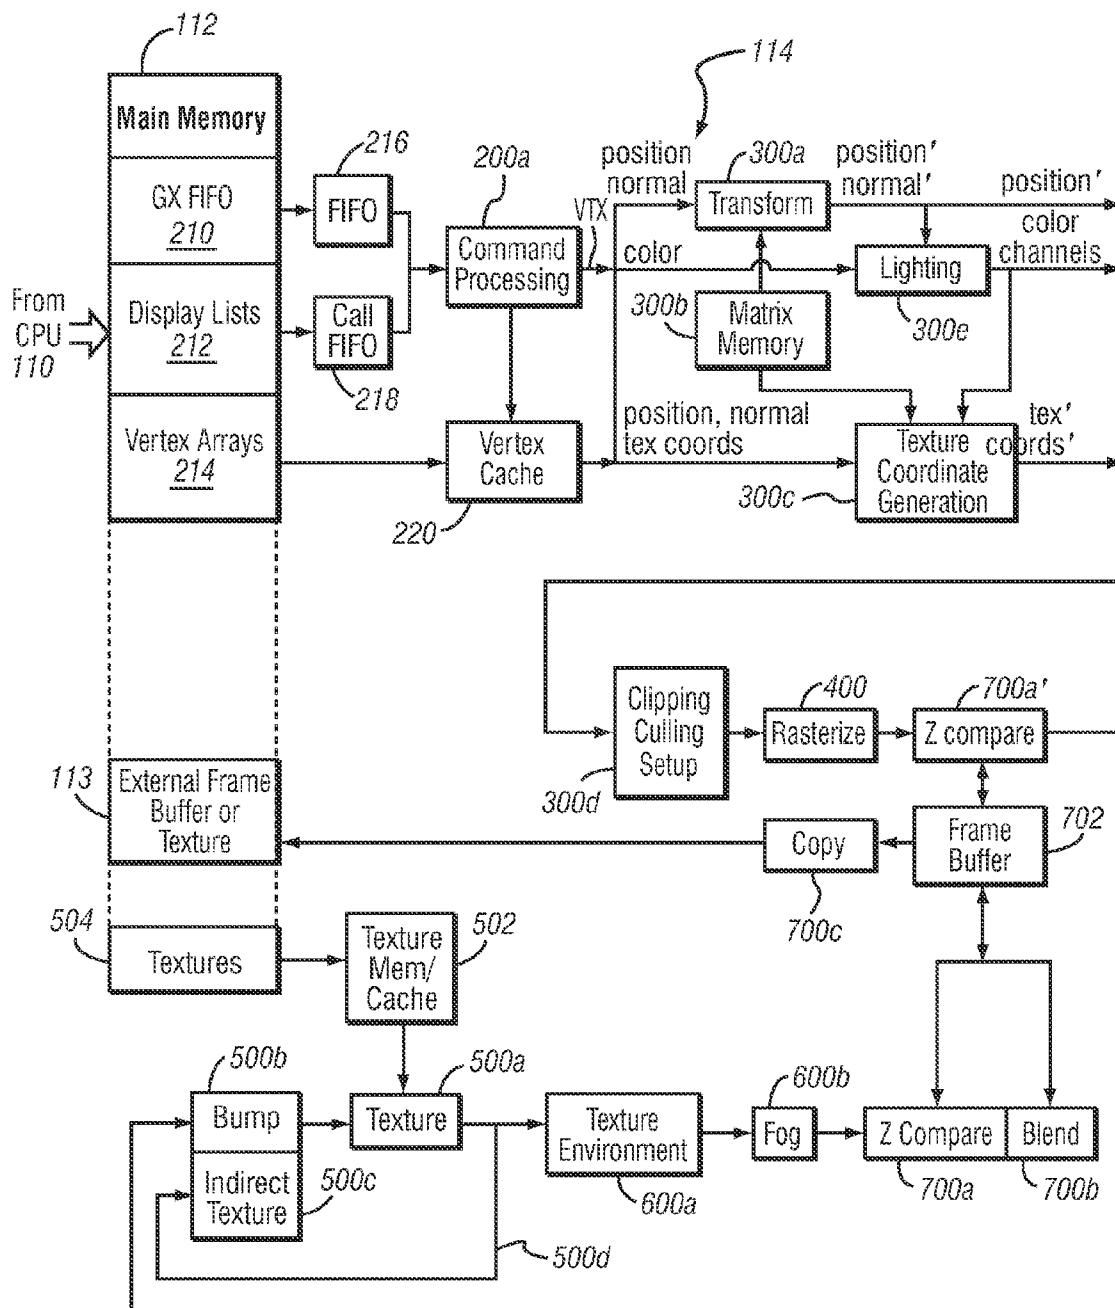 112
Main Memory
GX FIFO
210
Display Lists
212
Vertex Arrays
214
From
CPU
110
216
FIFO
Call
FIFO
218
200a
Command
Processing
VTX
Vertex
Cache
220
114
position
normal
300a
Transform
position'
normal'
position'
color
channels
color
Lighting
300e
300b
Matrix
Memory
position, normal
tex coords
Texture
Coordinate
Generation
300c
tex'
coords'
Clipping
Culling
Setup
300d
400
Rasterize
700a'
Z compare
113
External Frame
Buffer or
Texture
Copy
700c
Frame
Buffer
702
504
Textures
Texture
Mem/
Cache
502
500b
Bump
Indirect
Texture
500c
500a
Texture
500d
Texture
Environment
600a
600b
Fog
Z Compare
700a
Blend
700b